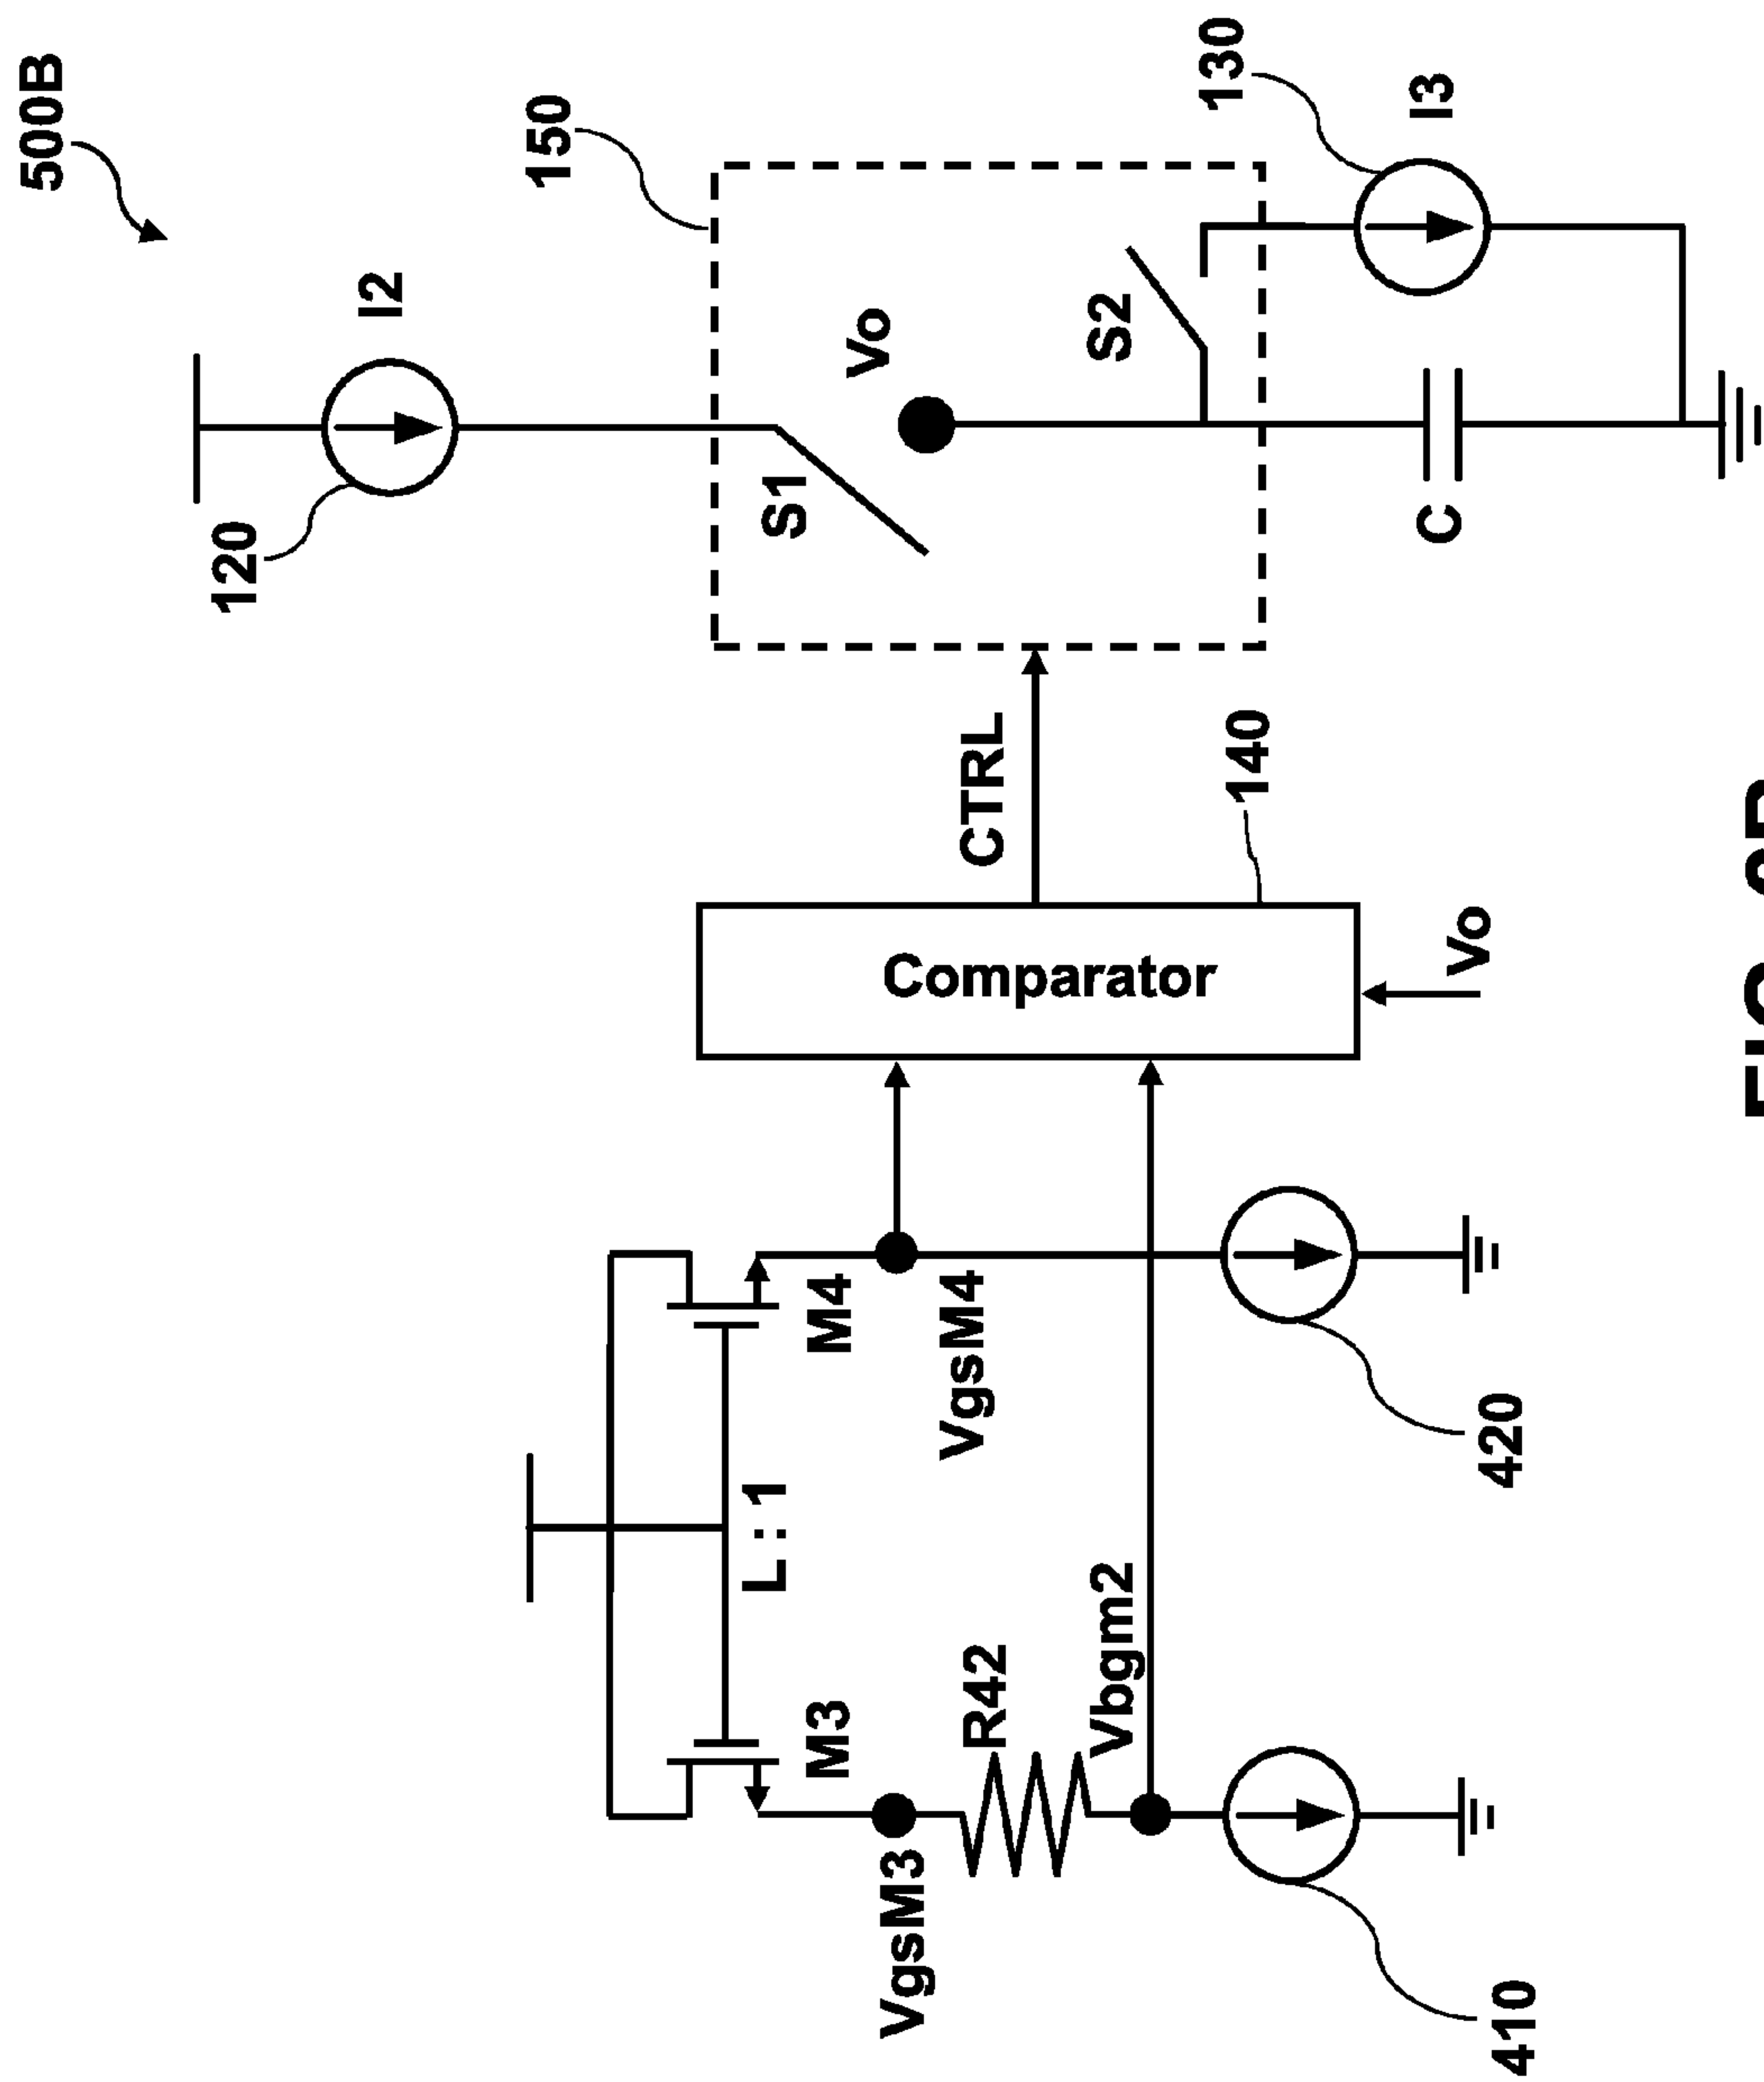 500B
I2
120
150
S1
Vo
S2
130
I3
C
CTRL
140
Comparator
Vo
M4
VgsM4
L : 1
420
M3
VgsM3
R42
Vbgm2
410